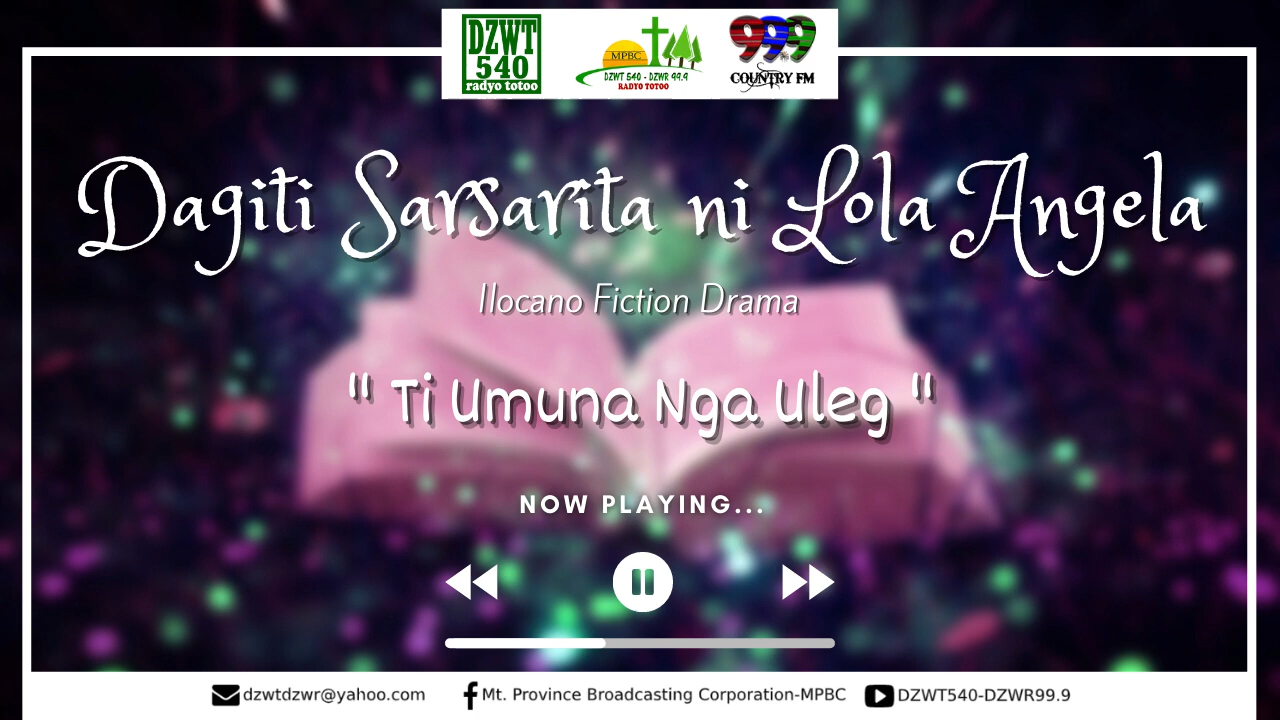 DZWT
540
radyo totoo
MPBC
DZWT 540 - DZWR 99.9
RADYO TOTOO
99.9
COUNTRY FM
Dagiti Sarsarita ni Lola Angela
Ilocano Fiction Drama
" Ti Umuna Nga Uleg "
NOW PLAYING...
dzwtdzwr@yahoo.com
Mt. Province Broadcasting Corporation-MPBC
DZWT540-DZWR99.9